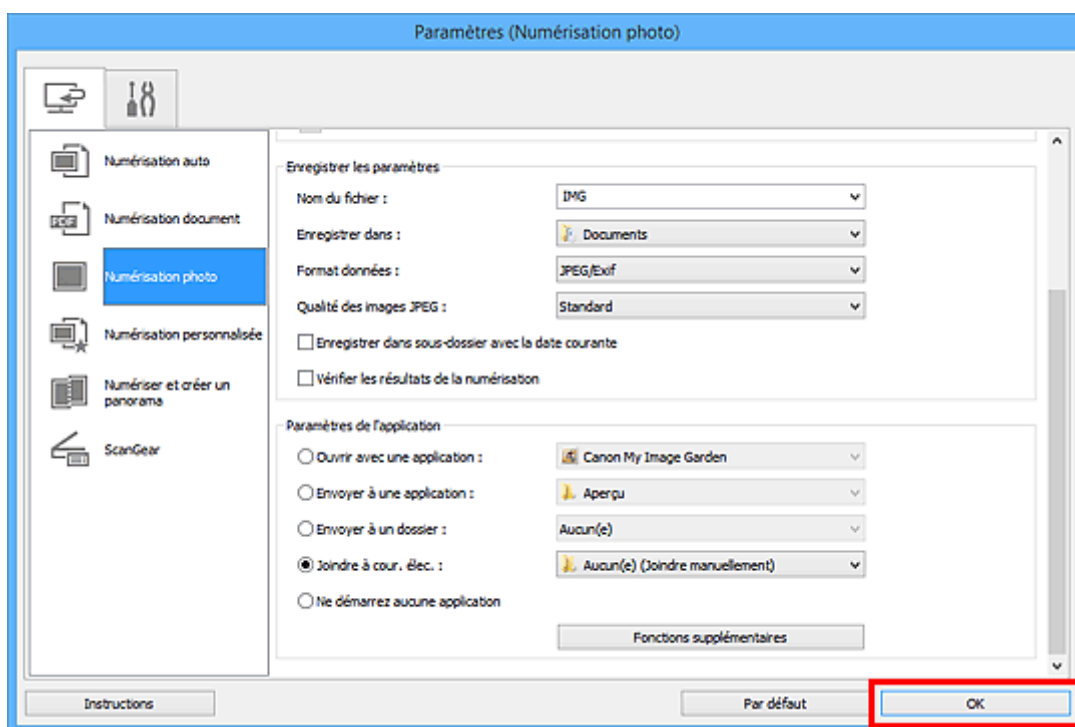 Paramètres (Numérisation photo)
Numérisation auto
PDF
Numérisation document
Numérisation photo
Numérisation personnalisée
Numériser et créer un
panorama
ScanGear
Enregistrer les paramètres
Nom du fichier : IMG
Enregistrer dans : Documents
Format données : JPEG/Exif
Qualité des images JPEG : Standard
Enregistrer dans sous-dossier avec la date courante
Vérifier les résultats de la numérisation
Paramètres de l'application
Ouvrir avec une application : Canon My Image Garden
Envoyer à une application : Aperçu
Envoyer à un dossier : Aucun(e)
Joindre à cour. élec. : Aucun(e) (Joindre manuellement)
Ne démarrez aucune application
Fonctions supplémentaires
Instructions Par défaut OK